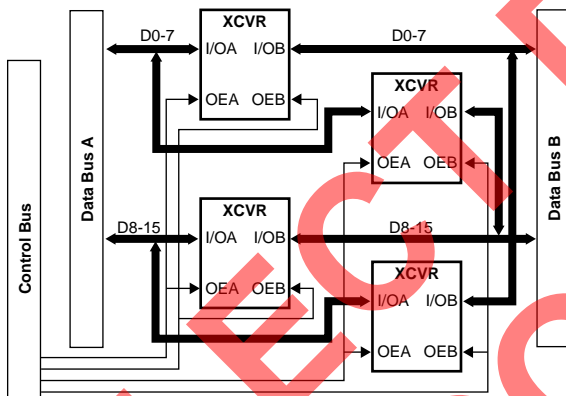 XCVR
D0-7
I/OA I/OB
D0-7
OEA OEB
XCVR
I/OA I/OB
OEA OEB
Control Bus
Data Bus A
Data Bus B
XCVR
D8-15
I/OA I/OB
D8-15
OEA OEB
XCVR
I/OA I/OB
OEA OEB